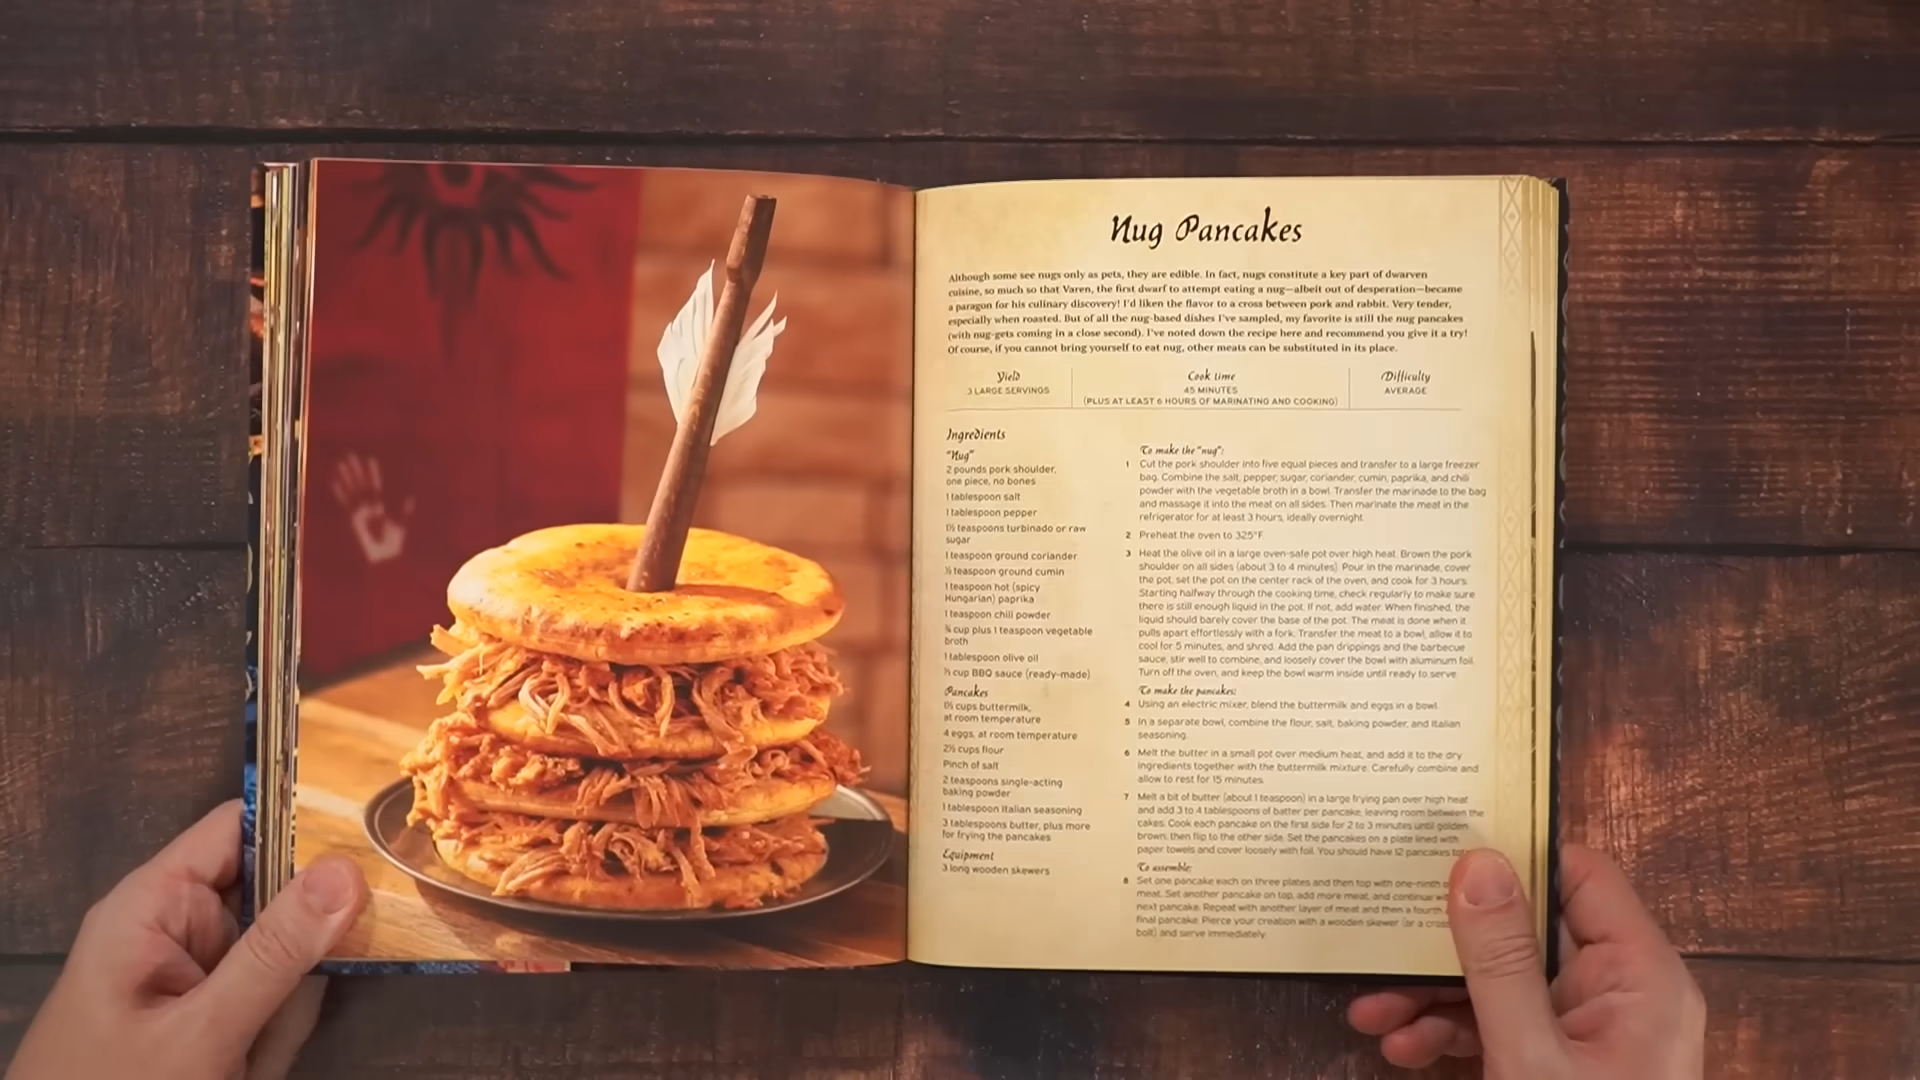 Nug Pancakes
Although some see nugs only as pets, they are edible. In fact, nugs constitute a key part of dwarven
cuisine, so much so that Varen, the first dwarf to attempt eating a nug—albeit out of desperation—became
a paragon for his culinary discovery! I'd liken the flavor to a cross between pork and rabbit. Very tender,
especially when roasted. But of all the nug-based dishes I've sampled, my favorite is still the nug pancakes
(with nug-gets coming in a close second). I've noted down the recipe here and recommend you give it a try!
Of course, if you cannot bring yourself to eat nug, other meats can be substituted in its place.
Yield
3 LARGE SERVINGS
Cook time
45 MINUTES
(PLUS AT LEAST 6 HOURS OF MARINATING AND COOKING)
Difficulty
AVERAGE
Ingredients
"Nug"
2 pounds pork shoulder,
one piece, no bones
1 tablespoon salt
1 tablespoon pepper
teaspoons turbinado or raw
sugar
1 teaspoon ground coriander
teaspoon ground cumin
1 teaspoon hot (spicy
Hungarian) paprika
1 teaspoon chili powder
cup plus 1 teaspoon vegetable
broth
1 tablespoon olive oil
cup BBQ sauce (ready-made)
Pancakes
cups buttermilk,
at room temperature
4 eggs, at room temperature
cups flour
Pinch of salt
2 teaspoons single-acting
baking powder
1 tablespoon Italian seasoning
3 tablespoons butter, plus more
for frying the pancakes
Equipment
3 long wooden skewers
To make the "nug":
1 Cut the pork shoulder into five equal pieces and transfer to a large freezer
bag. Combine the salt, pepper, sugar, coriander, cumin, paprika, and chili
powder with the vegetable broth in a bowl. Transfer the marinade to the bag
and massage it into the meat on all sides. Then marinate the meat in the
refrigerator for at least 3 hours, ideally overnight.
2 Preheat the oven to 325°F.
3 Heat the olive oil in a large oven-safe pot over high heat. Brown the pork
shoulder on all sides (about 3 to 4 minutes). Pour in the marinade, cover
the pot, set the pot on the center rack of the oven, and cook for 3 hours.
Starting halfway through the cooking time, check regularly to make sure
there is still enough liquid in the pot. If not, add water. When finished, the
liquid should barely cover the base of the pot. The meat is done when it
pulls apart effortlessly with a fork. Transfer the meat to a bowl, allow it to
cool for 5 minutes, and shred. Add the pan drippings and the barbecue
sauce, stir well to combine, and loosely cover the bowl with aluminum foil.
Turn off the oven, and keep the bowl warm inside until ready to serve.
To make the pancakes:
4 Using an electric mixer, blend the buttermilk and eggs in a bowl.
5 In a separate bowl, combine the flour, salt, baking powder, and Italian
seasoning.
6 Melt the butter in a small pot over medium heat, and add it to the dry
ingredients together with the buttermilk mixture. Carefully combine and
allow to rest for 15 minutes.
7 Melt a bit of butter (about 1 teaspoon) in a large frying pan over high heat
and add 3 to 4 tablespoons of batter per pancake, leaving room between the
cakes. Cook each pancake on the first side for 2 to 3 minutes until golden
brown, then flip to the other side. Set the pancakes on a plate lined with
paper towels and cover loosely with foil. You should have 12 pancakes
To assemble:
8 Set one pancake each on three plates and then top with one-ninth
meat. Set another pancake on top, add more meat, and continue
next pancake. Repeat with another layer of meat and then a fourth
final pancake. Pierce your creation with a wooden skewer (or a
bolt) and serve immediately.